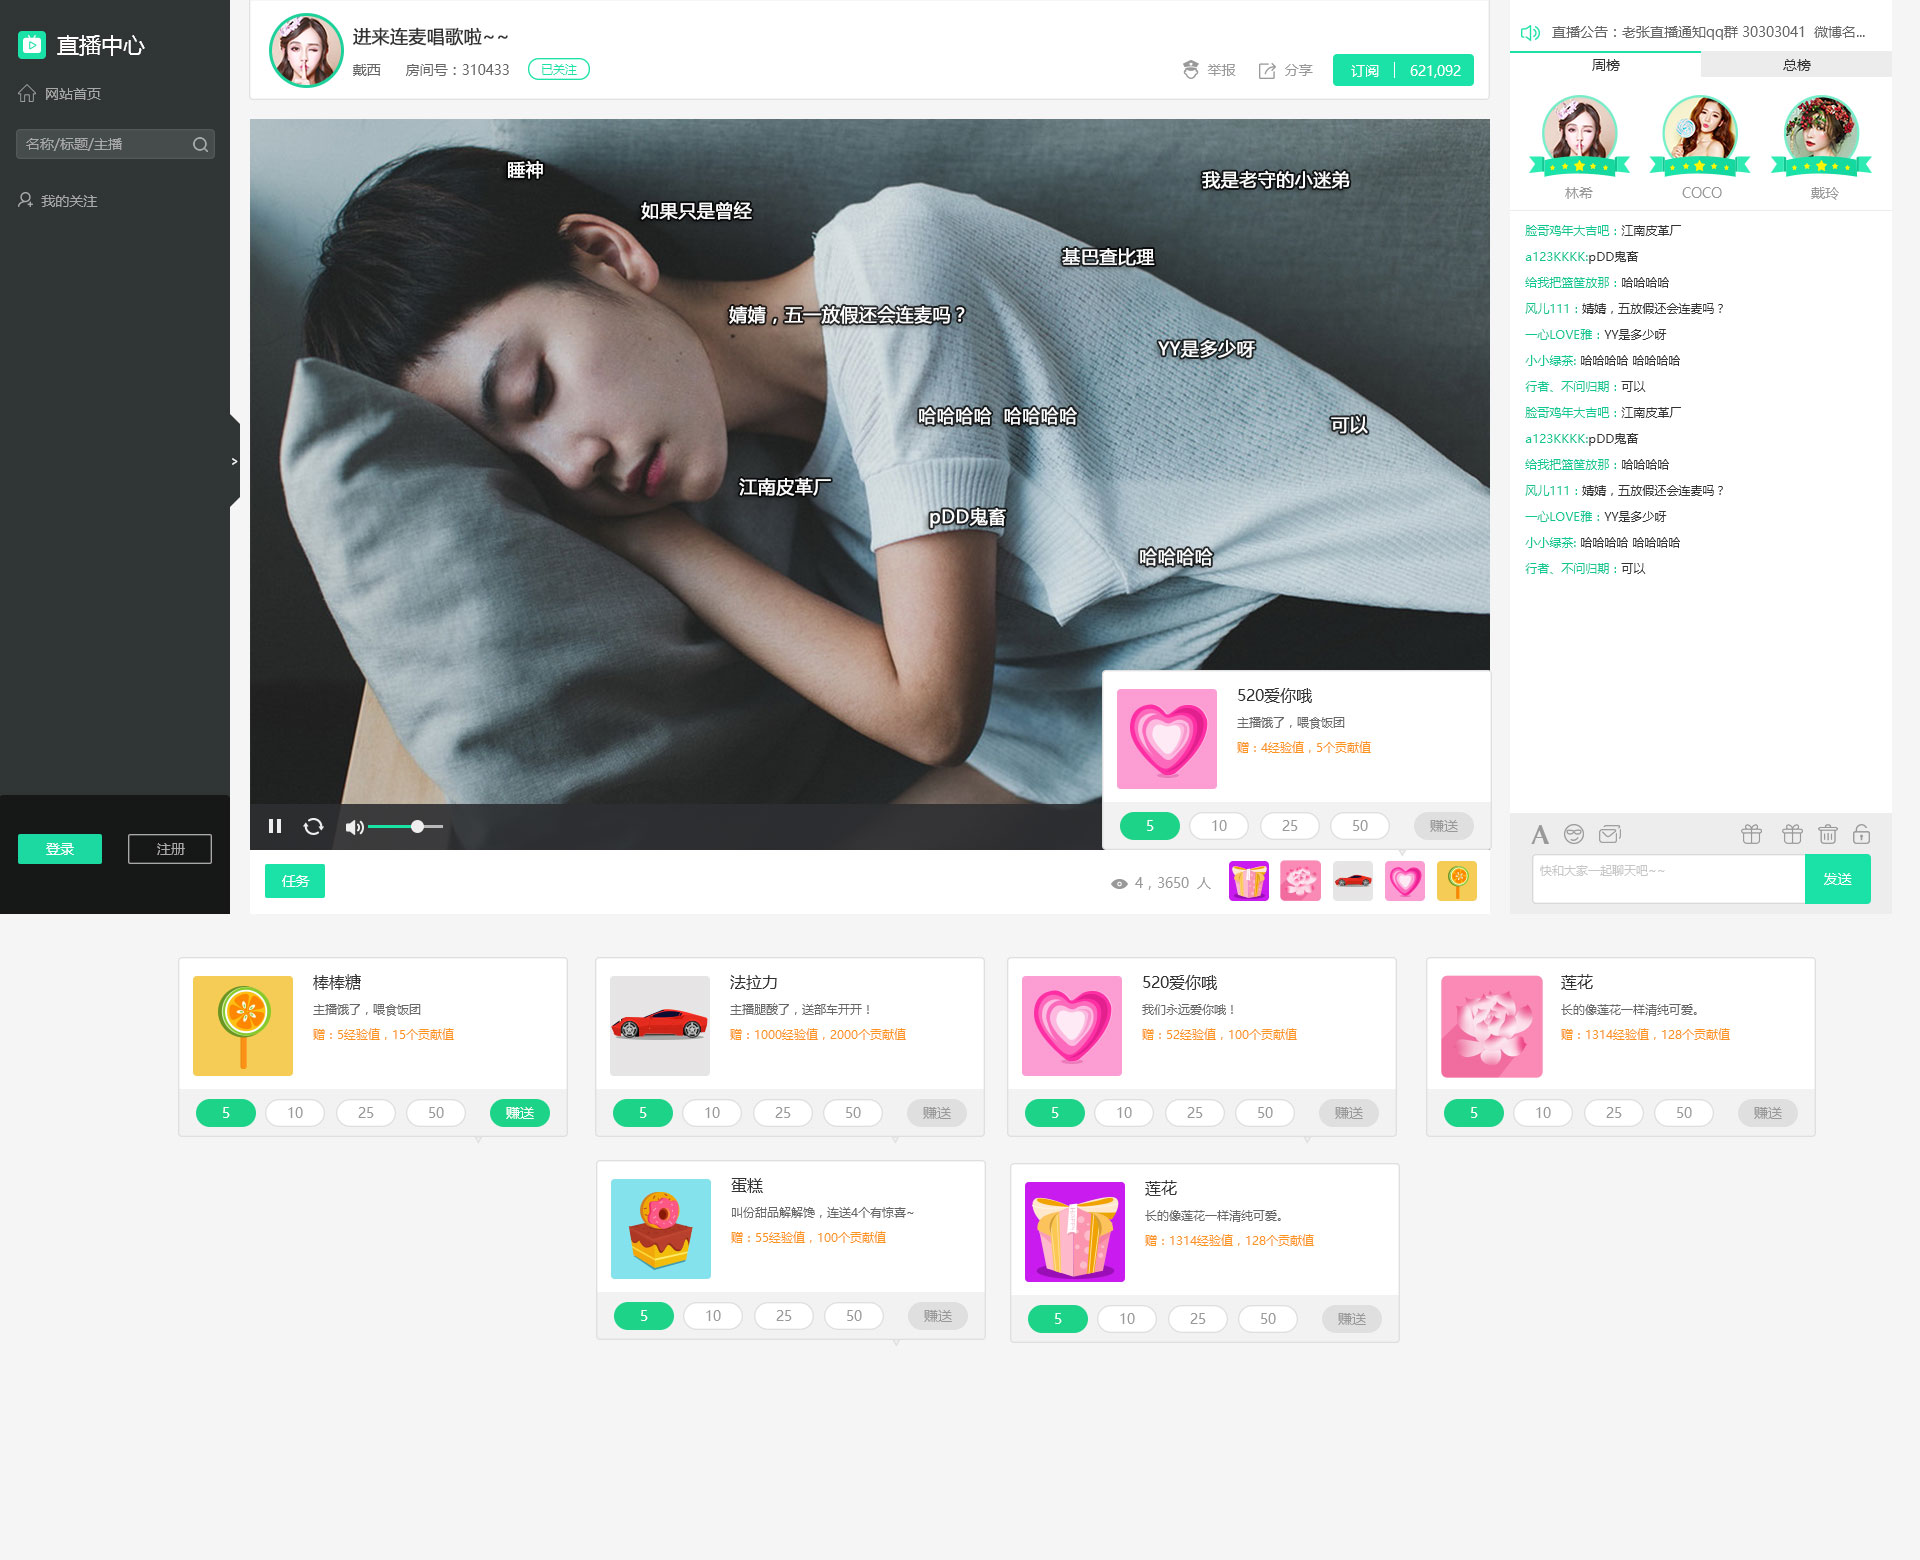 直播中心
网站首页
名称/标题/主播
我的关注
>
登录
注册
进来连麦唱歌啦~~
戴西 房间号：310433 已关注
举报 分享 订阅 621,092
睡神
我是老守的小迷弟
如果只是曾经
基巴查比理
婧婧，五一放假还会连麦吗？
YY是多少呀
哈哈哈哈 哈哈哈哈
可以
江南皮革厂
pDD鬼畜
哈哈哈哈
520爱你哦
主播饿了，喂食饭团
赠：4经验值，5个贡献值
5 10 25 50 赚送
任务
4，3650 人
直播公告：老张直播通知qq群 30303041 微博名...
周榜 总榜
林希 COCO 戴玲
脸哥鸡年大吉吧：江南皮革厂
a123KKKK:pDD鬼畜
给我把篮筐放那：哈哈哈哈
风儿111：婧婧，五放假还会连麦吗？
一心LOVE雅：YY是多少呀
小小绿茶: 哈哈哈哈 哈哈哈哈
行者、不问归期：可以
脸哥鸡年大吉吧：江南皮革厂
a123KKKK:pDD鬼畜
给我把篮筐放那：哈哈哈哈
风儿111：婧婧，五放假还会连麦吗？
一心LOVE雅：YY是多少呀
小小绿茶: 哈哈哈哈 哈哈哈哈
行者、不问归期：可以
快和大家一起聊天吧~~
发送
棒棒糖
主播饿了，喂食饭团
赠：5经验值，15个贡献值
5 10 25 50 赚送
法拉力
主播腿酸了，送部车开开！
赠：1000经验值，2000个贡献值
5 10 25 50 赚送
520爱你哦
我们永远爱你哦！
赠：52经验值，100个贡献值
5 10 25 50 赚送
莲花
长的像莲花一样清纯可爱。
赠：1314经验值，128个贡献值
5 10 25 50 赚送
蛋糕
叫份甜品解解馋，连送4个有惊喜~
赠：55经验值，100个贡献值
5 10 25 50 赚送
莲花
长的像莲花一样清纯可爱。
赠：1314经验值，128个贡献值
5 10 25 50 赚送